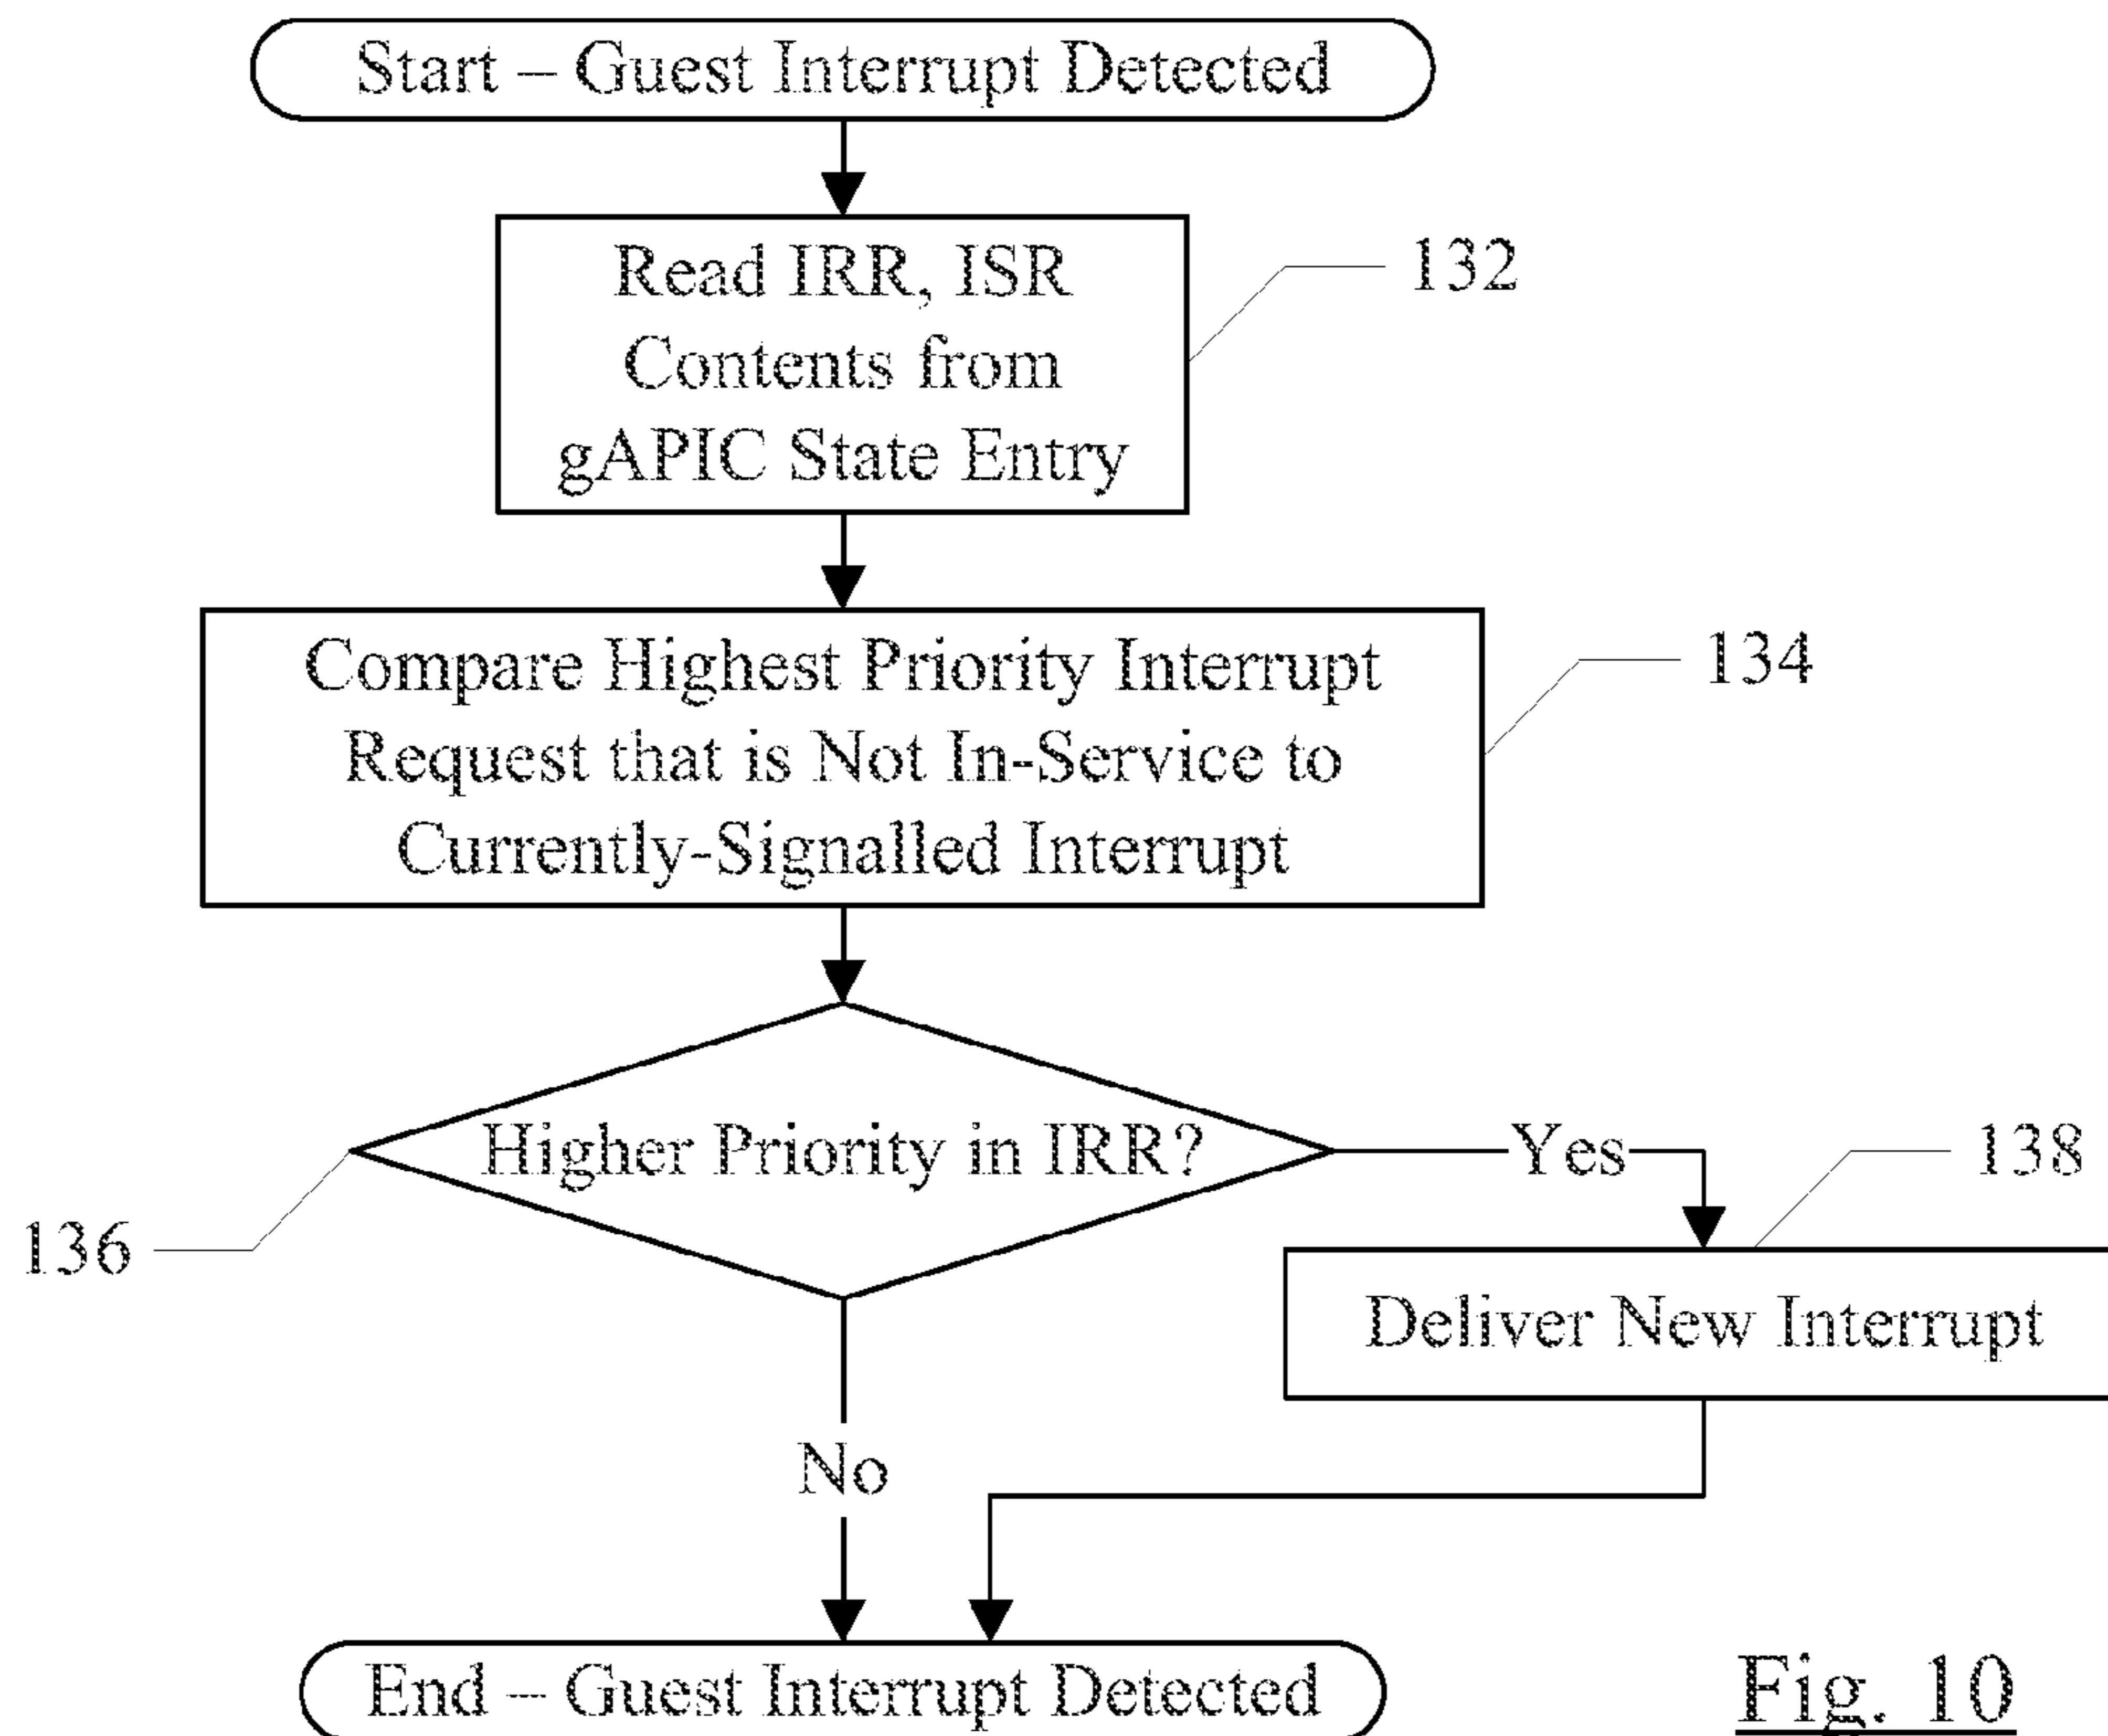 Start – Guest Interrupt Detected
Read IRR, ISR
Contents from
gAPIC State Entry
132
Compare Highest Priority Interrupt
Request that is Not In-Service to
Currently-Signalled Interrupt
134
Higher Priority in IRR?
Yes
138
136
Deliver New Interrupt
No
End – Guest Interrupt Detected
Fig. 10